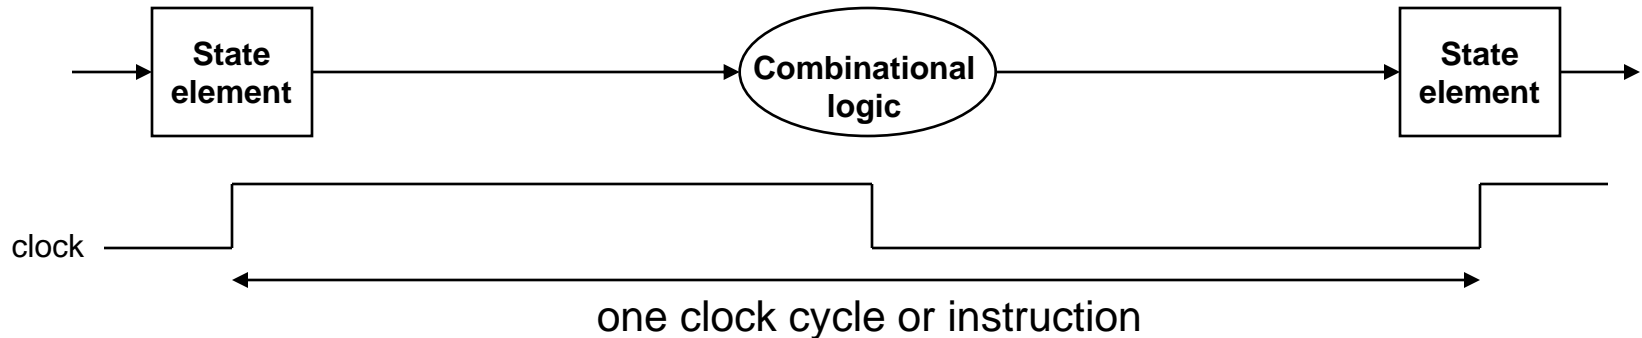 State
element
Combinational
logic
State
element
clock
one clock cycle or instruction